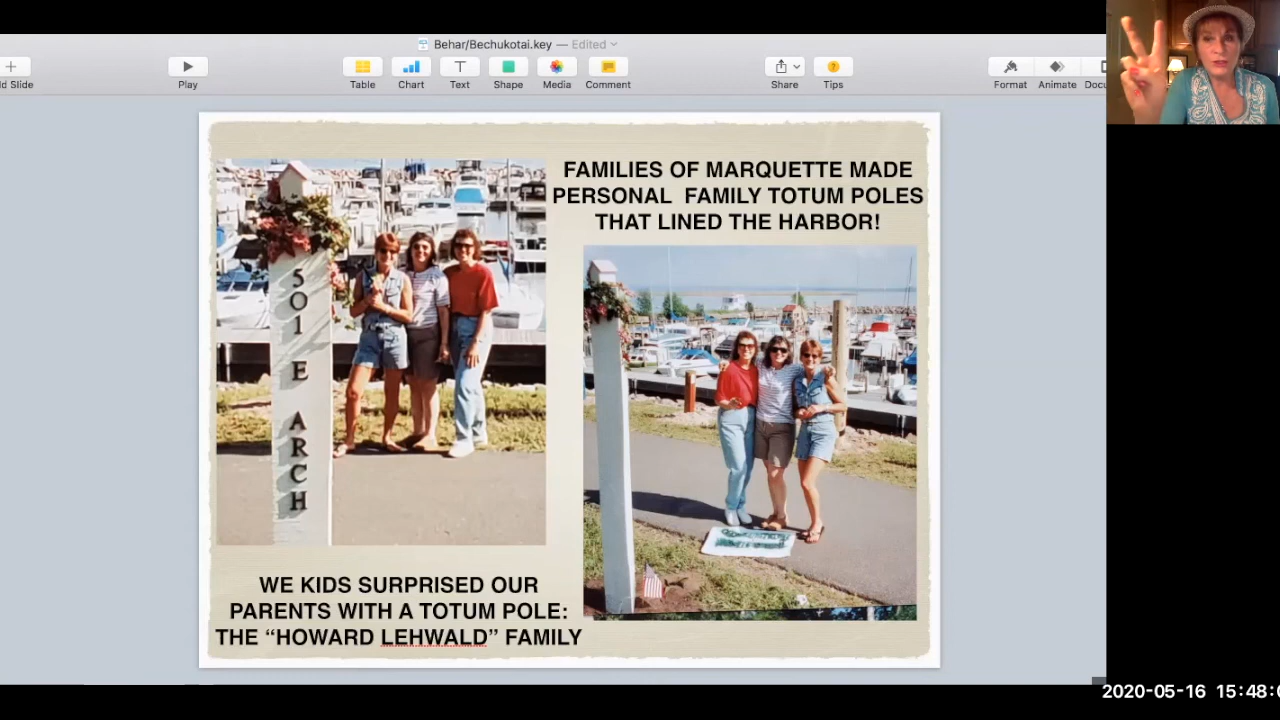 Behar/Bechukotai.key — Edited
d Slide
Play
Table
Chart
Text
Shape
Media
Comment
Share
Tips
Format
Animate
Docu
FAMILIES OF MARQUETTE MADE
PERSONAL FAMILY TOTUM POLES
THAT LINED THE HARBOR!
501 E ARCH
WE KIDS SURPRISED OUR
PARENTS WITH A TOTUM POLE:
THE “HOWARD LEHWALD” FAMILY
2020-05-16 15:48:0